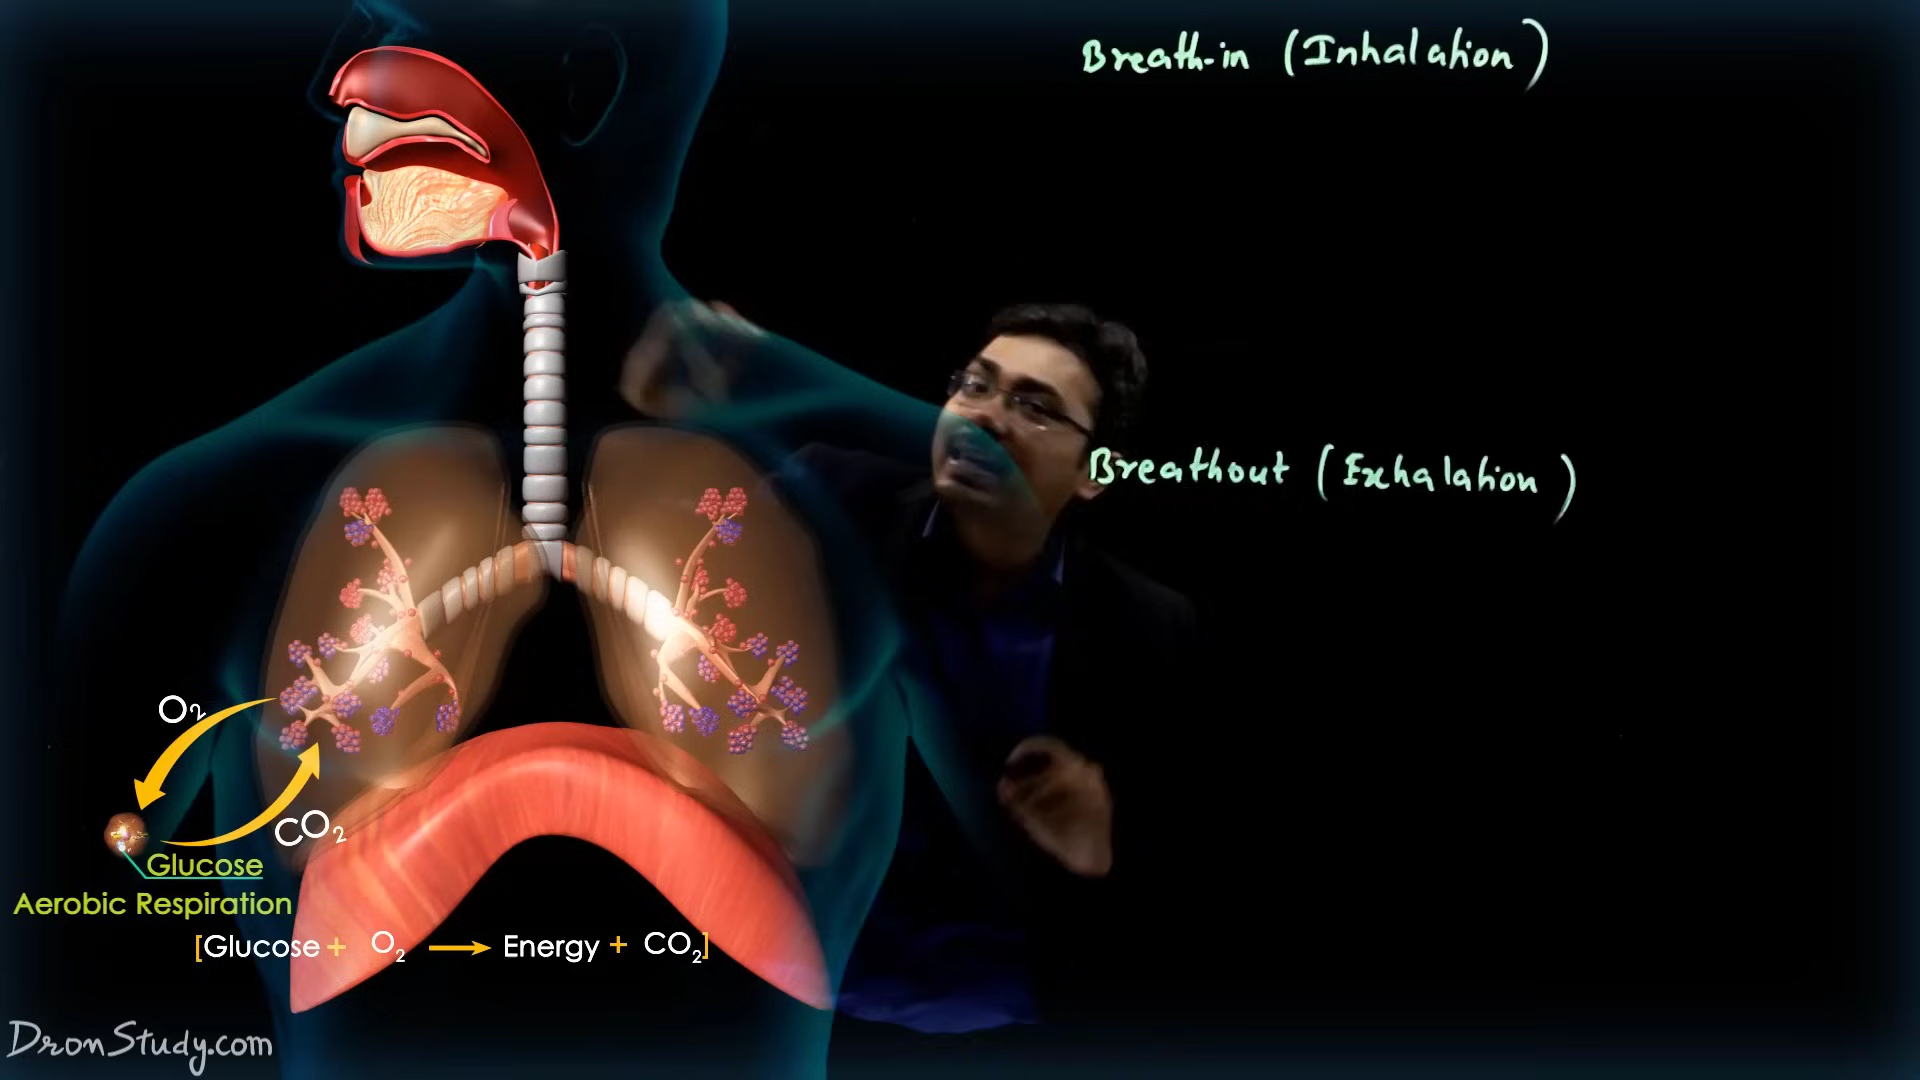 Breath-in (Inhalation)
Breathout (Exhalation)
O2
CO2
Glucose
Aerobic Respiration
[Glucose + O2 → Energy + CO2]
DronStudy.com